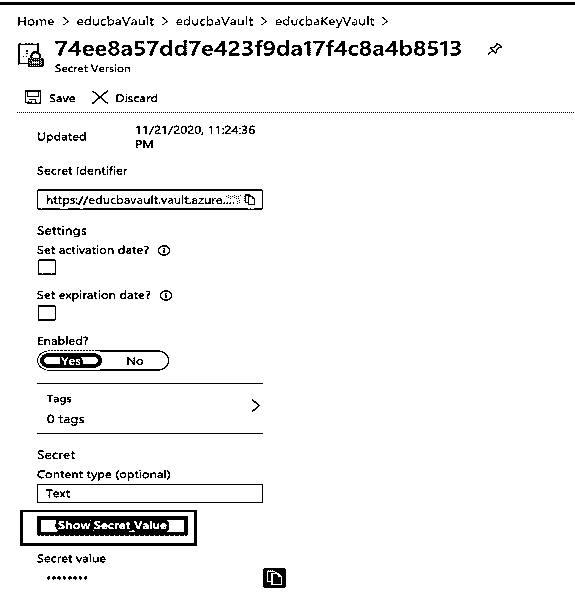 Home > educbaVault > educbaVault > educbaKeyVault >
74ee8a57dd7e423f9da17f4c8a4b8513
Secret Version
Save Discard
Updated 11/21/2020, 11:24:36
PM
Secret Identifier
https://educbavault.vault.azure....
Settings
Set activation date?
Set expiration date?
Enabled?
Yes No
Tags
0 tags
Secret
Content type (optional)
Text
Show Secret Value
Secret value
••••••••